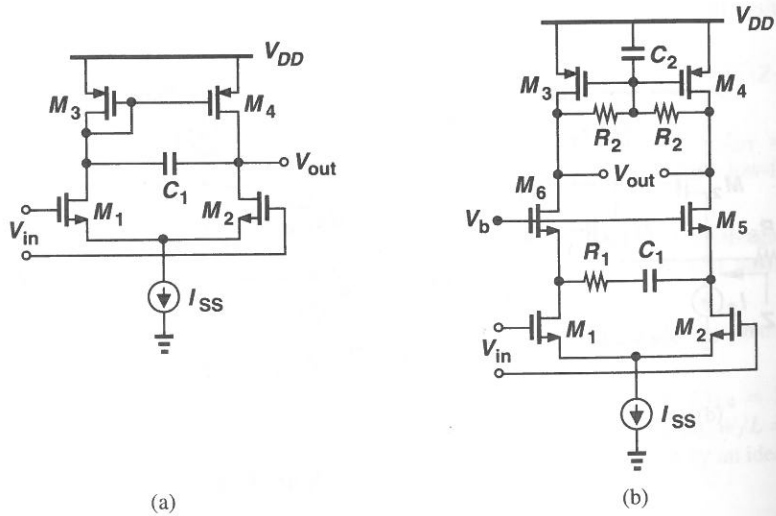 V_DD
M_3
M_4
C_1
V_out
M_1
M_2
V_in
I_SS
(a)
V_DD
C_2
M_3
M_4
R_2
R_2
M_6
V_out
V_b
M_5
R_1
C_1
M_1
M_2
V_in
I_SS
(b)